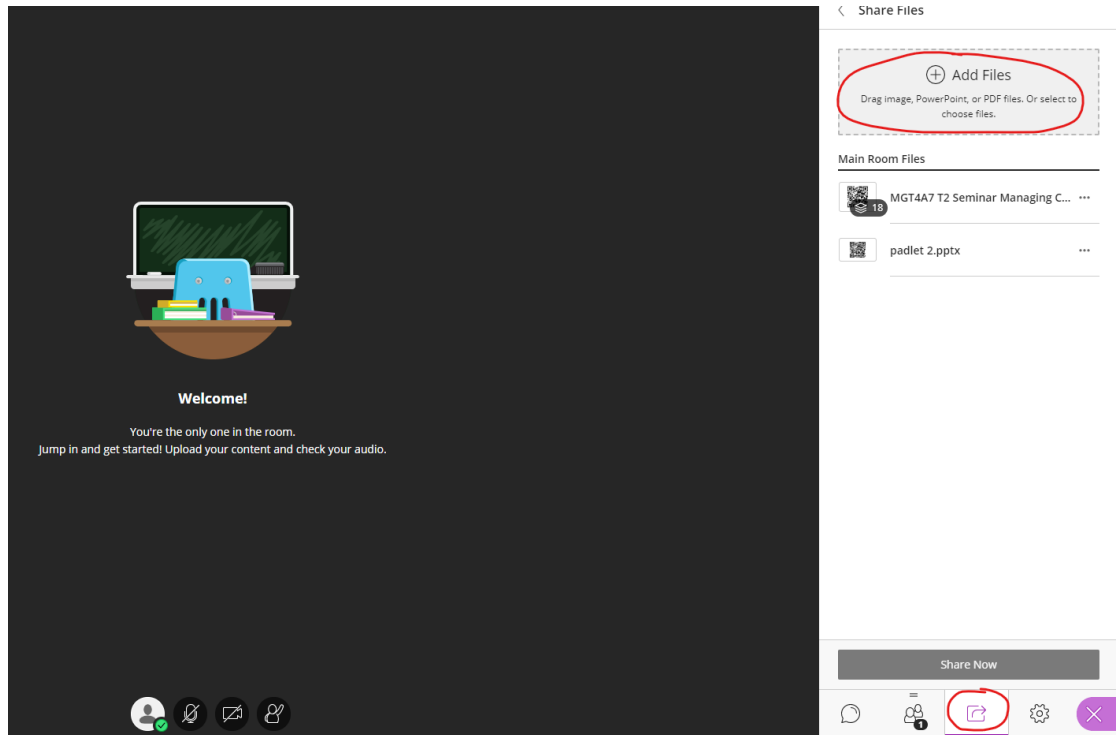 Share Files
Add Files
Drag image, PowerPoint, or PDF files. Or select to
choose files.
Main Room Files
18
MGT4A7 T2 Seminar Managing C...
padlet 2.pptx
Welcome!
You're the only one in the room.
Jump in and get started! Upload your content and check your audio.
Share Now
1